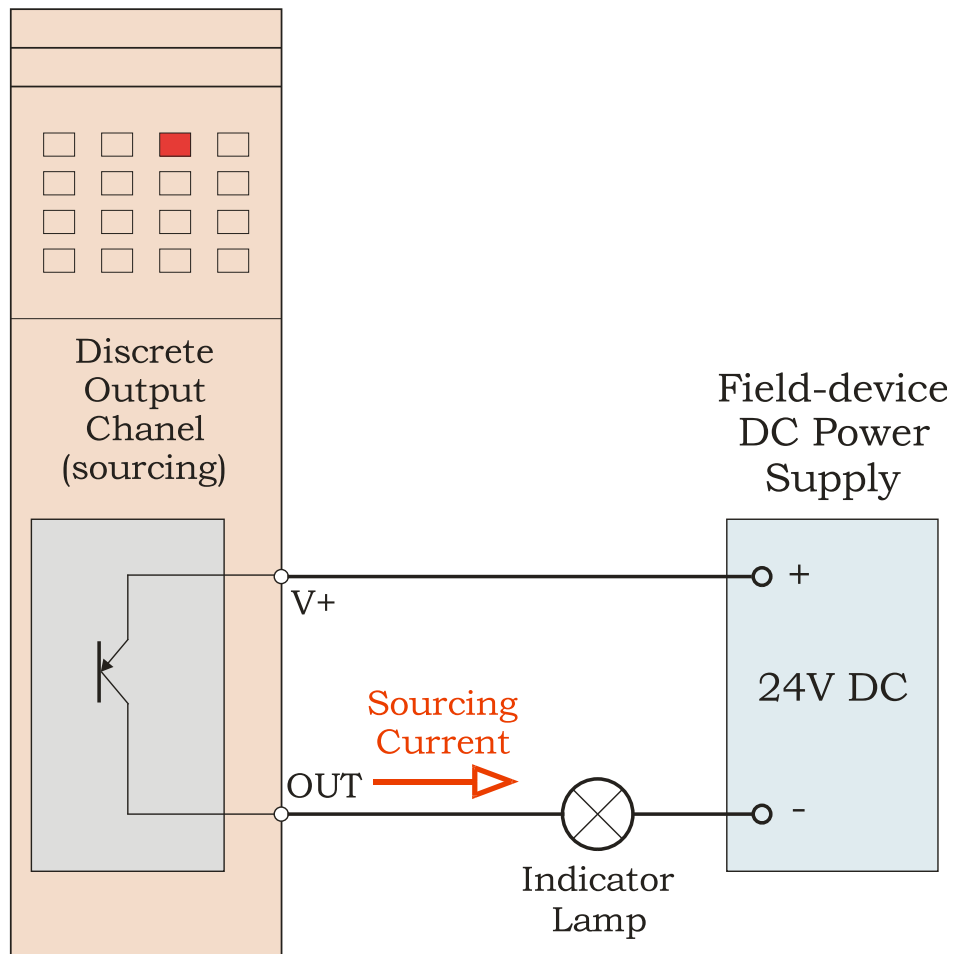 Discrete
Output
Chanel
(sourcing)
Field-device
DC Power
Supply
V+
+
24V DC
Sourcing
Current
OUT
-
Indicator
Lamp